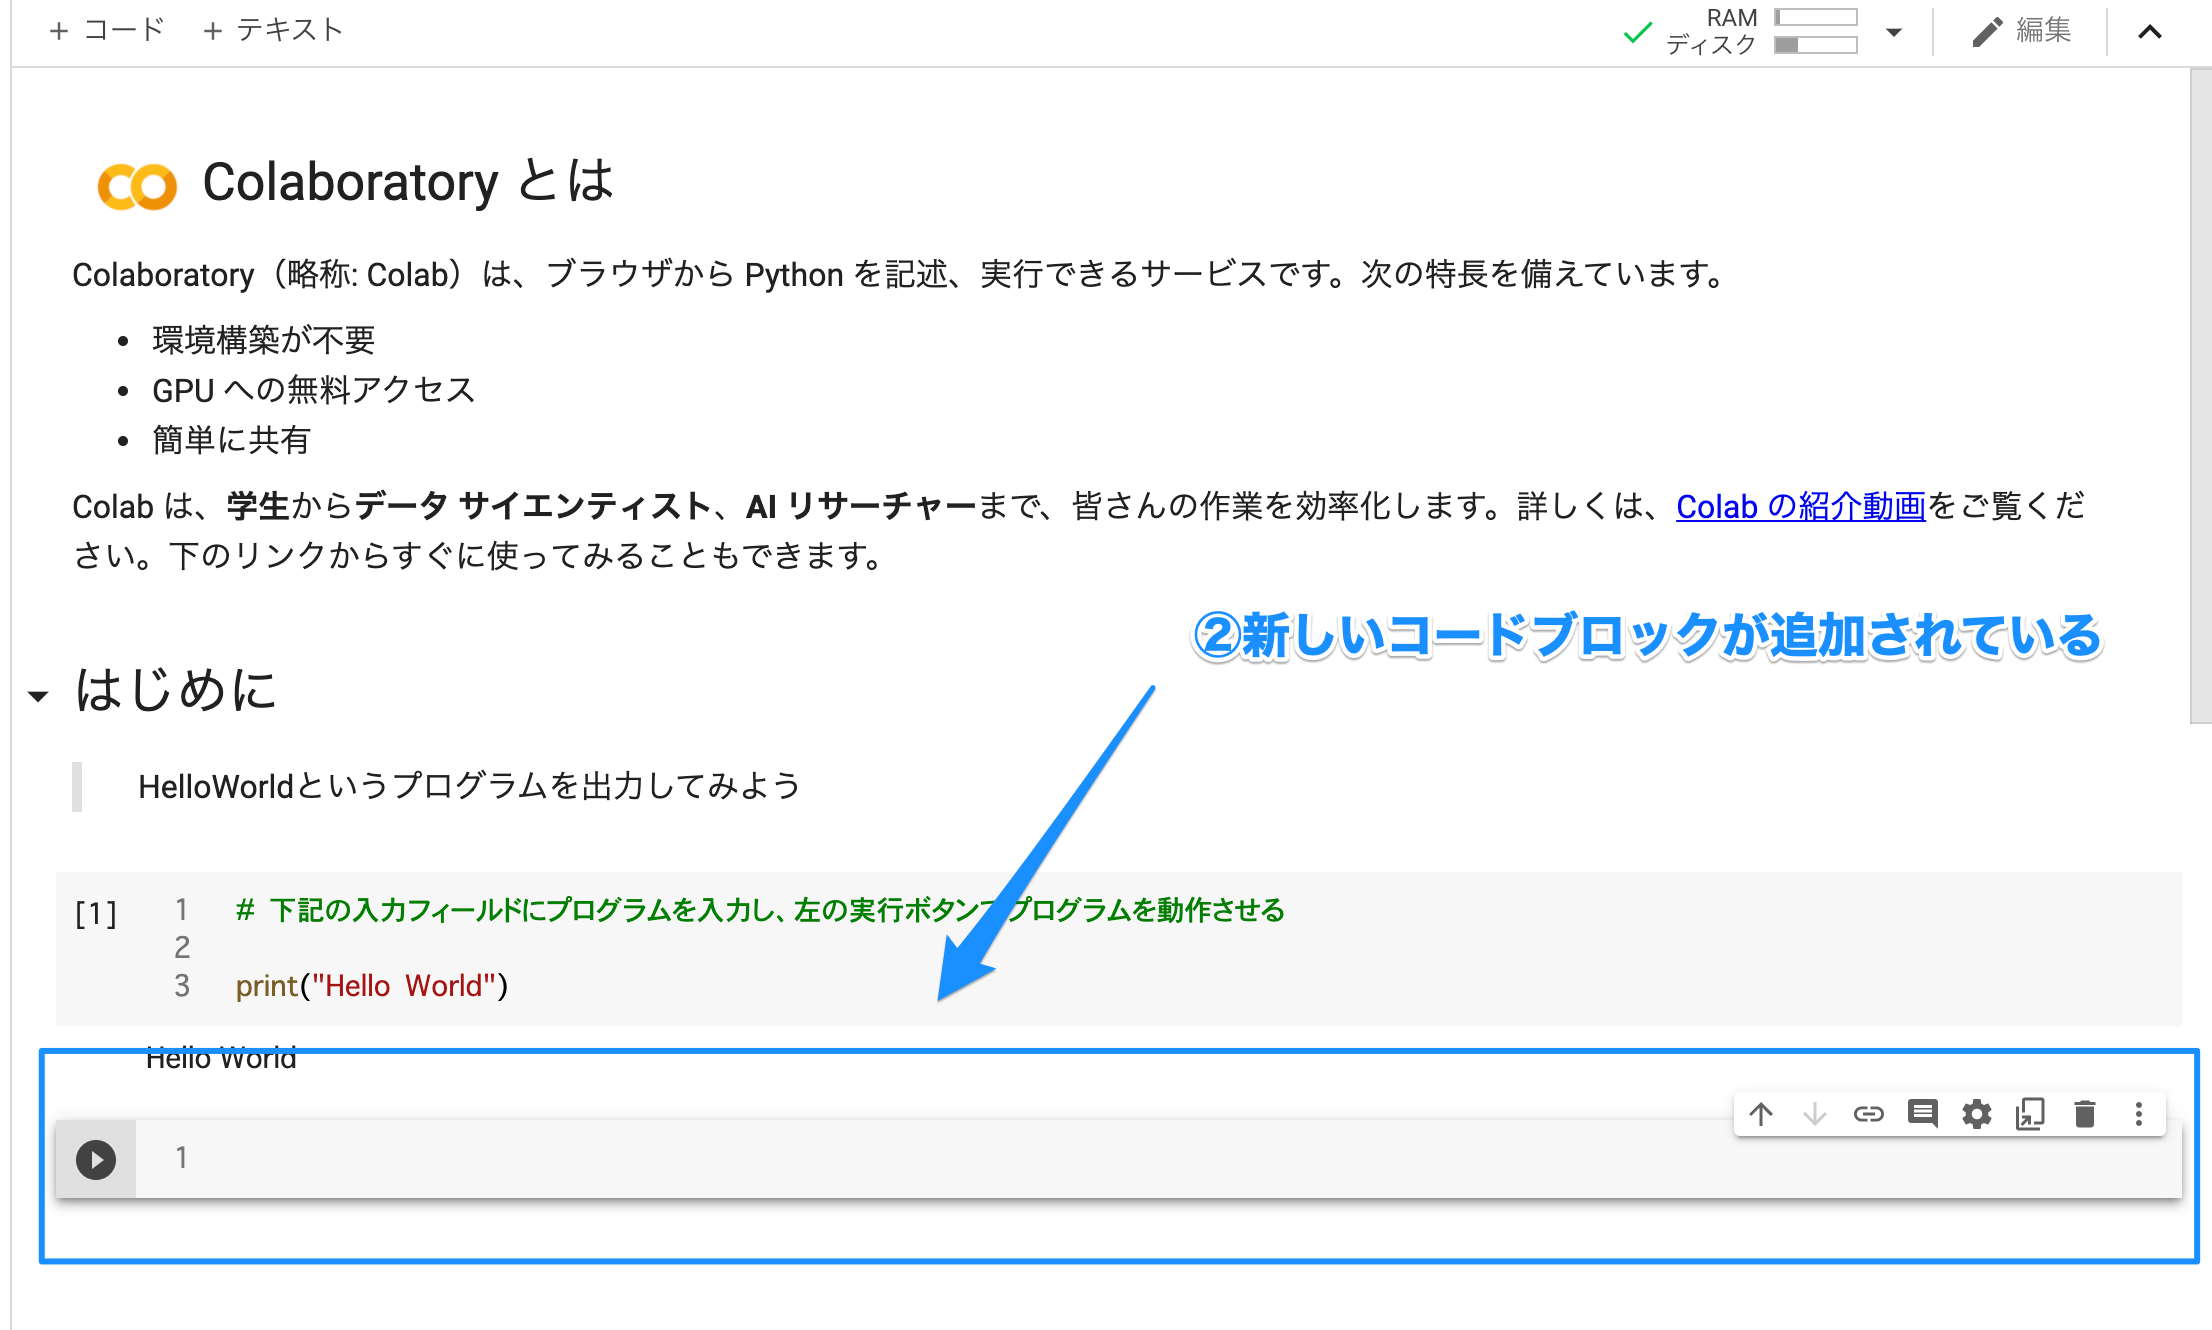 + コード + テキスト
RAM
ディスク
編集
Colaboratory とは
Colaboratory（略称: Colab）は、ブラウザから Python を記述、実行できるサービスです。次の特長を備えています。
• 環境構築が不要
• GPU への無料アクセス
• 簡単に共有
Colab は、学生からデータ サイエンティスト、AI リサーチャーまで、皆さんの作業を効率化します。詳しくは、Colab の紹介動画をご覧くだ
さい。下のリンクからすぐに使ってみることもできます。
②新しいコードブロックが追加されている
はじめに
HelloWorldというプログラムを出力してみよう
[1] 1 # 下記の入力フィールドにプログラムを入力し、左の実行ボタンでプログラムを動作させる
2
3 print("Hello World")
Hello World
1